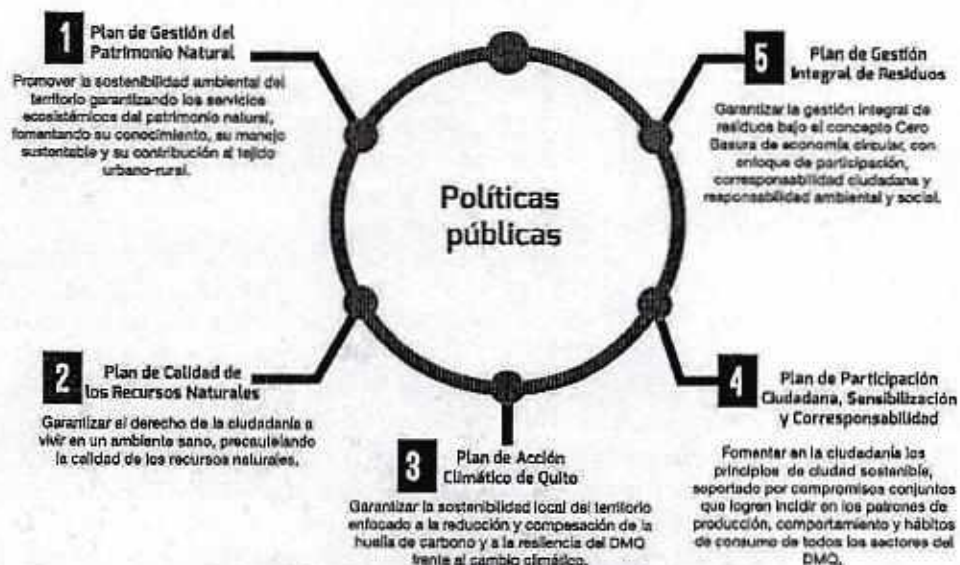 1
Plan de Gestión del
Patrimonio Natural
Promover la sostenibilidad ambiental del
territorio garantizando los servicios
ecosistémicos del patrimonio natural,
fomentando su conocimiento, su manejo
sustentable y su contribución al tejido
urbano-rural.
2
Plan de Calidad de
los Recursos Naturales
Garantizar el derecho de la ciudadanía a
vivir en un ambiente sano, precautelando
la calidad de los recursos naturales.
Políticas
públicas
3
Plan de Acción
Climático de Quito
Garantizar la sostenibilidad local del territorio
enfocado a la reducción y compesación de la
huella de carbono y a la resiliencia del DMQ
frente al cambio climático.
4
Plan de Participación
Ciudadana, Sensibilización
y Corresponsabilidad
Fomentar en la ciudadanía los
principios de ciudad sostenible,
soportado por compromisos conjuntos
que logren incidir en los patrones de
producción, comportamiento y hábitos
de consumo de todos los sectores del
DMQ.
5
Plan de Gestión
Integral de Residuos
Garantizar la gestión integral de
residuos bajo el concepto Cero
Basura de economía circular, con
enfoque de participación,
corresponsabilidad ciudadana y
responsabilidad ambiental y social.